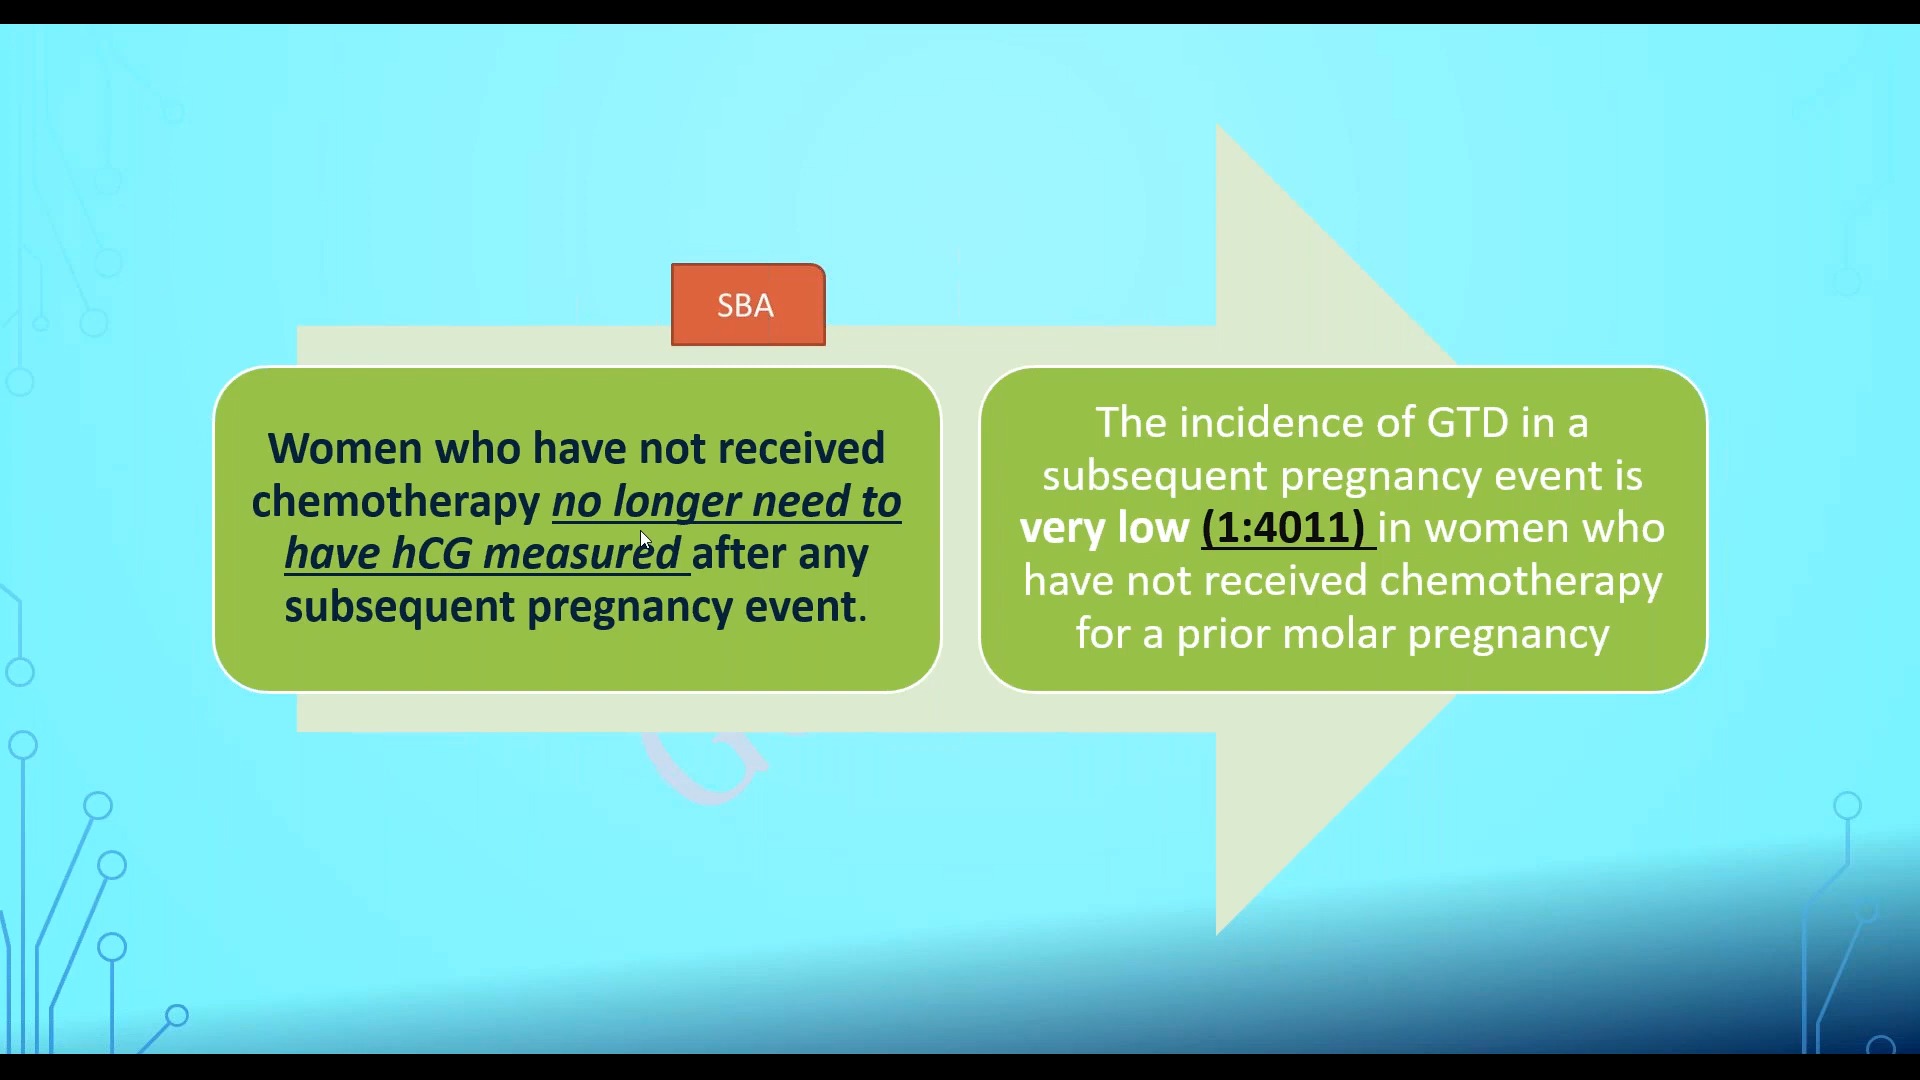 SBA
Women who have not received
chemotherapy no longer need to
have hCG measured after any
subsequent pregnancy event.
The incidence of GTD in a
subsequent pregnancy event is
very low (1:4011) in women who
have not received chemotherapy
for a prior molar pregnancy